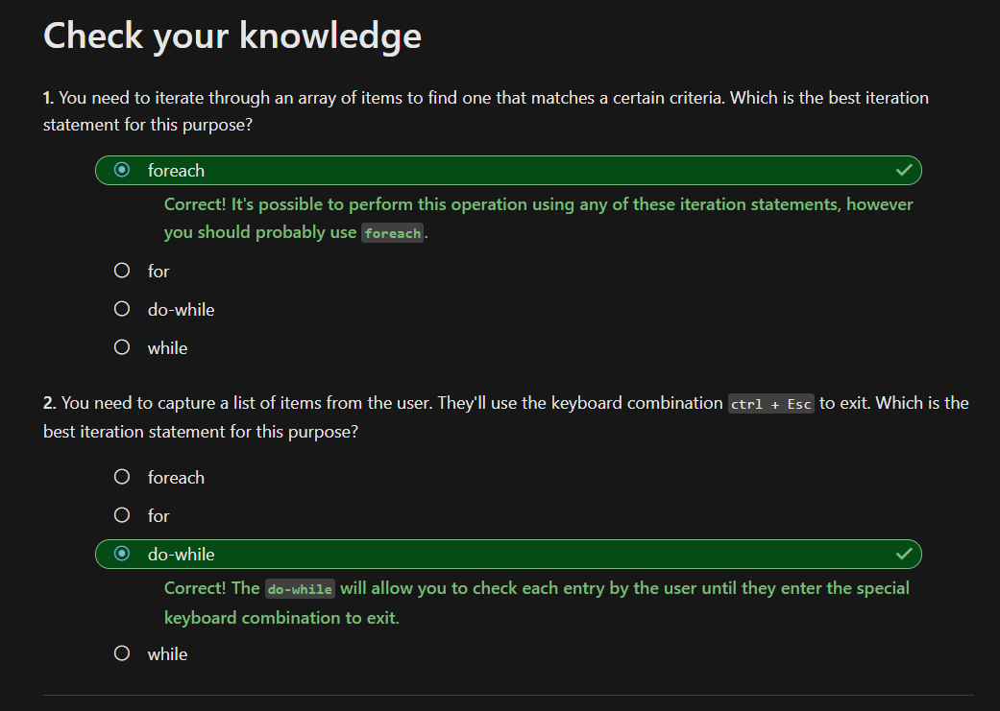 Check your knowledge
1. You need to iterate through an array of items to find one that matches a certain criteria. Which is the best iteration
statement for this purpose?
foreach
Correct! It's possible to perform this operation using any of these iteration statements, however
you should probably use foreach.
for
do-while
while
2. You need to capture a list of items from the user. They'll use the keyboard combination ctrl + Esc to exit. Which is the
best iteration statement for this purpose?
foreach
for
do-while
Correct! The do-while will allow you to check each entry by the user until they enter the special
keyboard combination to exit.
while